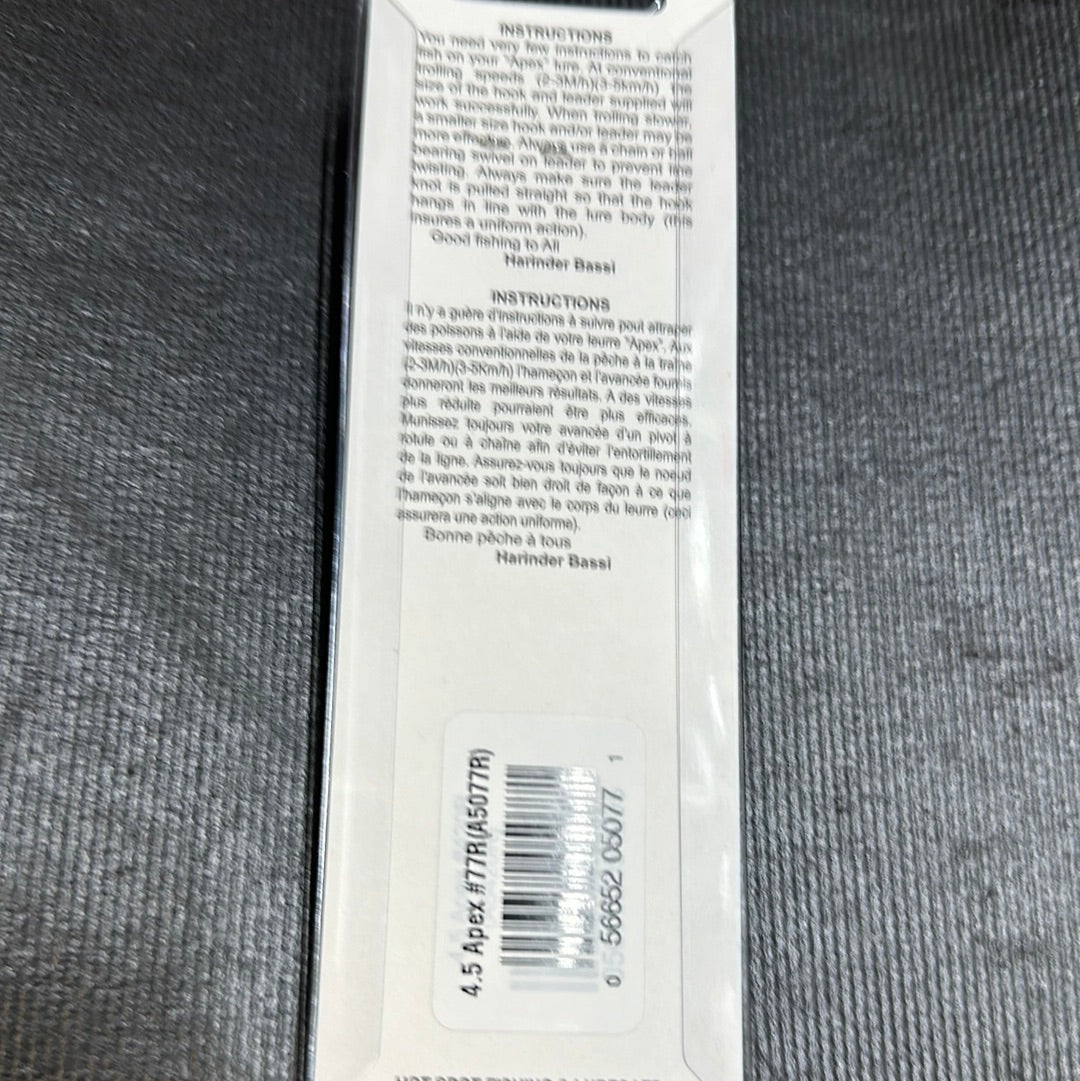 INSTRUCTIONS
You need very few instructions to catch
fish on your "Apex" lure. At conventional
trolling speeds (2-3M/h)(3-5km/h)
size of the hook and leader supplied will
work successfully. When trolling slower,
a smaller size hook and/or leader may be
more effective. Always use a chain or ball
bearing swivel on leader to prevent line
twisting. Always make sure the leader
knot is pulled straight so that the hook
hangs in line with the lure body (this
insures a uniform action).
Good fishing to All
Harinder Bassi
INSTRUCTIONS
Il n'y a guère d'instructions à suivre pout attraper
des poissons à l'aide de votre leurre "Apex". Aux
vitesses conventionnelles de la pêche à la traîne
(2-3M/h)(3-5Km/h) l'hameçon et l'avancée fournis
donneront les meilleurs résultats. A des vitesses
plus réduite pourraient être plus efficaces.
Munissez toujours votre avancée d'un pivot à
rotule ou à chaîne afin d'éviter l'entortillement
de la ligne. Assurez-vous toujours que le noeud
de l'avancée soit bien droit de façon à ce que
l'hameçon s'aligne avec le corps du leurre (ceci
assurera une action uniforme).
Bonne pêche à tous
Harinder Bassi
4.5 Apex #77R(A5077R)
0 56652 05077 1